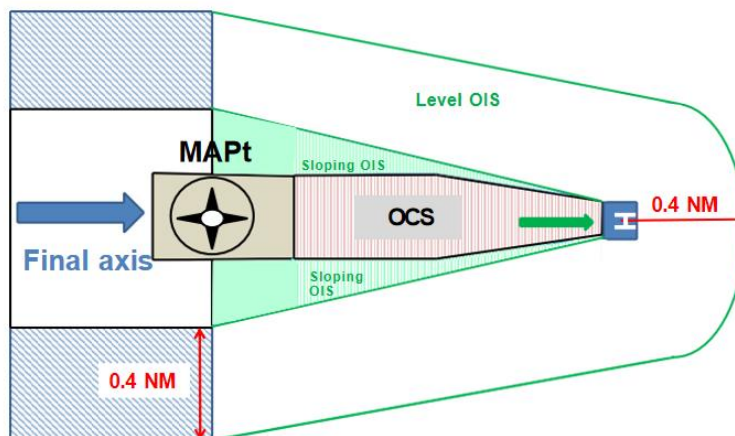 Level OIS
MAPt
Sloping OIS
OCS
H
0.4 NM
Final axis
Sloping
OIS
0.4 NM